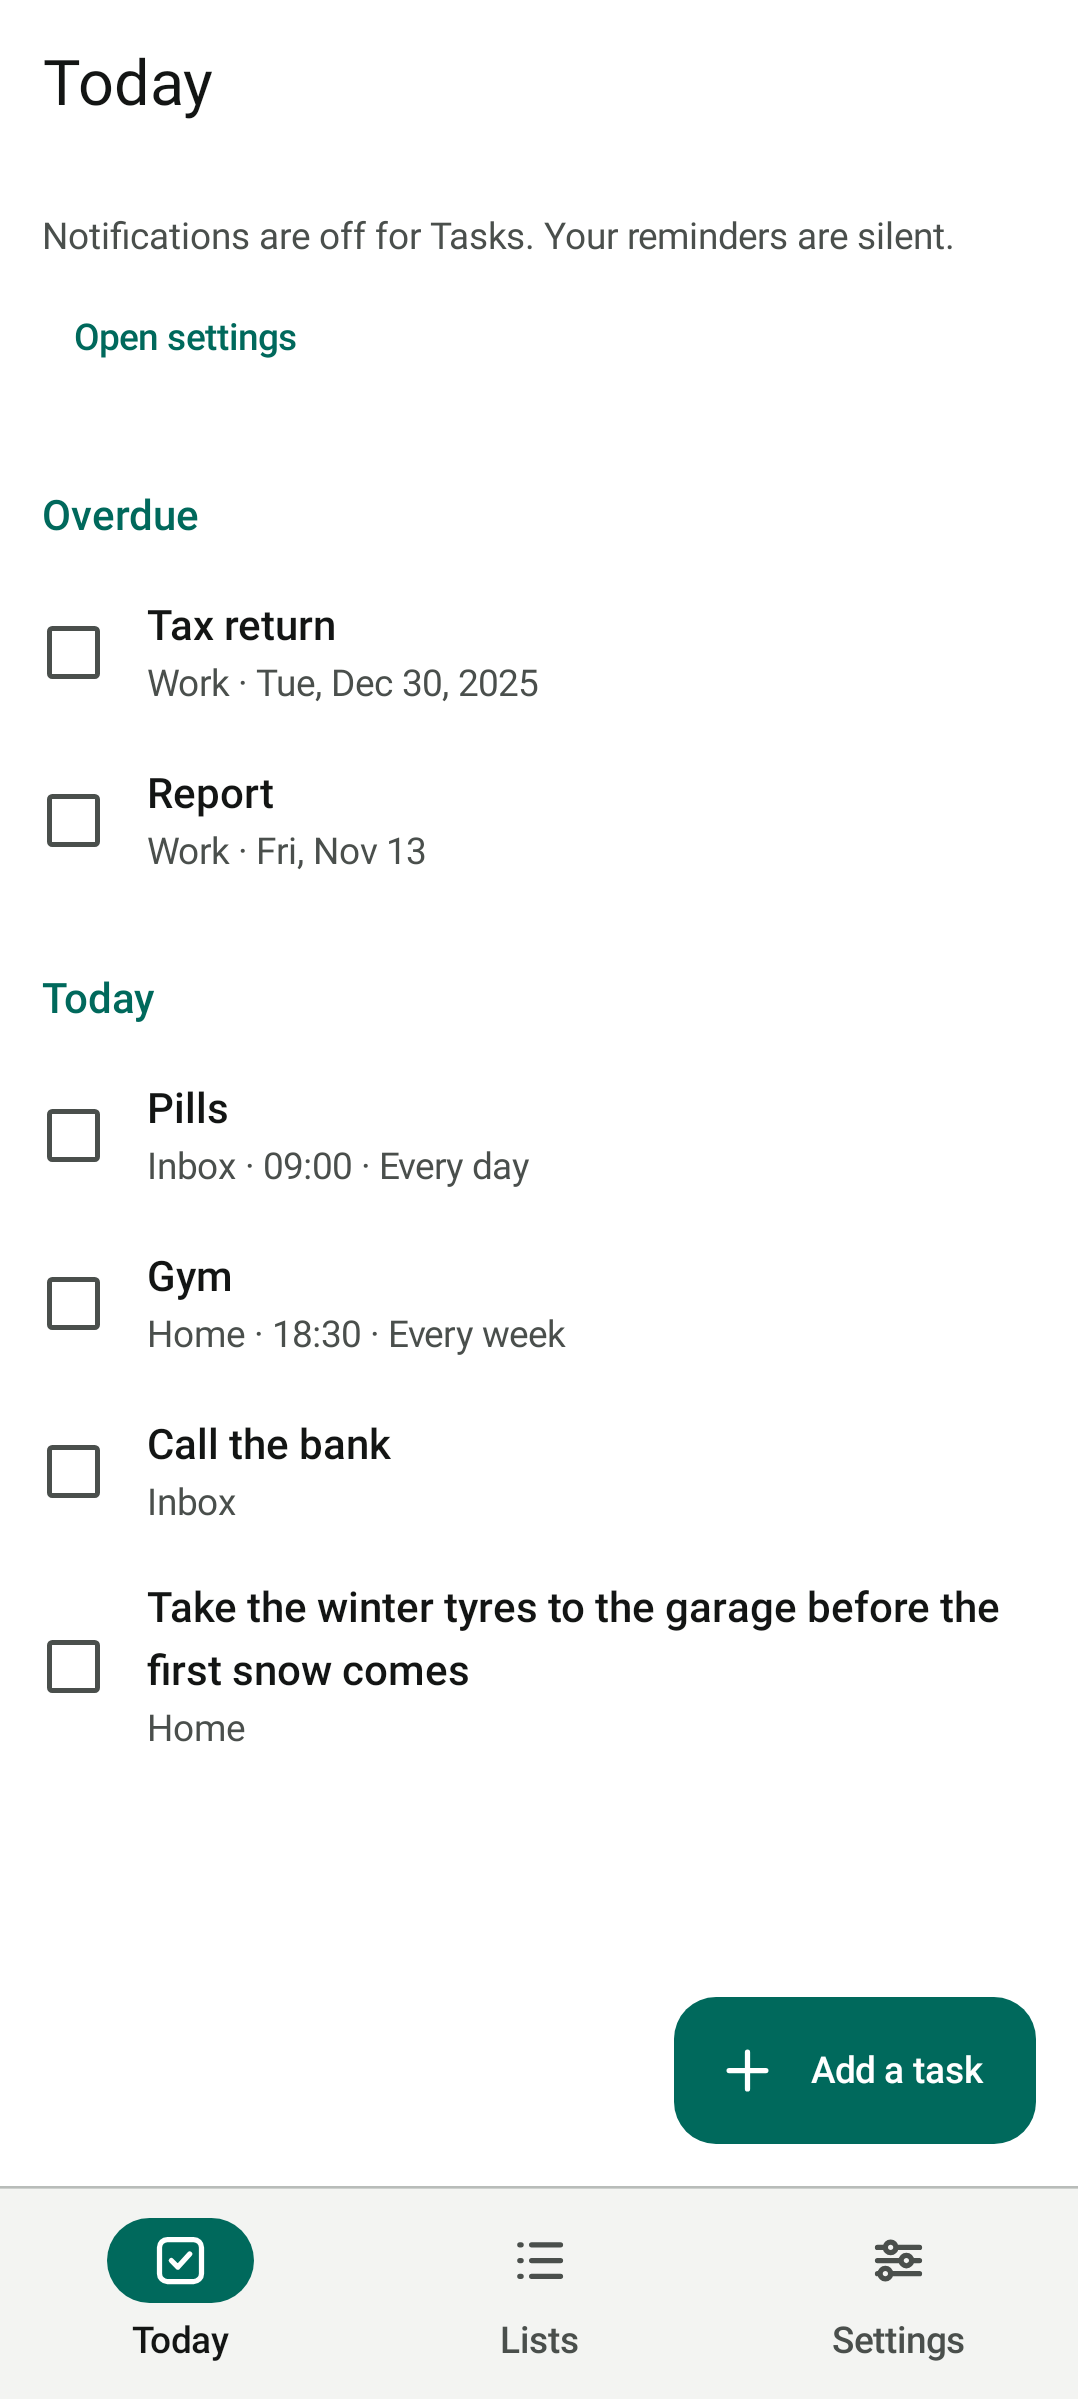 Today
Notifications are off for Tasks. Your reminders are silent.
Open settings
Overdue
Tax return
Work · Tue, Dec 30, 2025
Report
Work · Fri, Nov 13
Today
Pills
Inbox · 09:00 · Every day
Gym
Home · 18:30 · Every week
Call the bank
Inbox
Take the winter tyres to the garage before the
first snow comes
Home
Add a task
Today
Lists
Settings